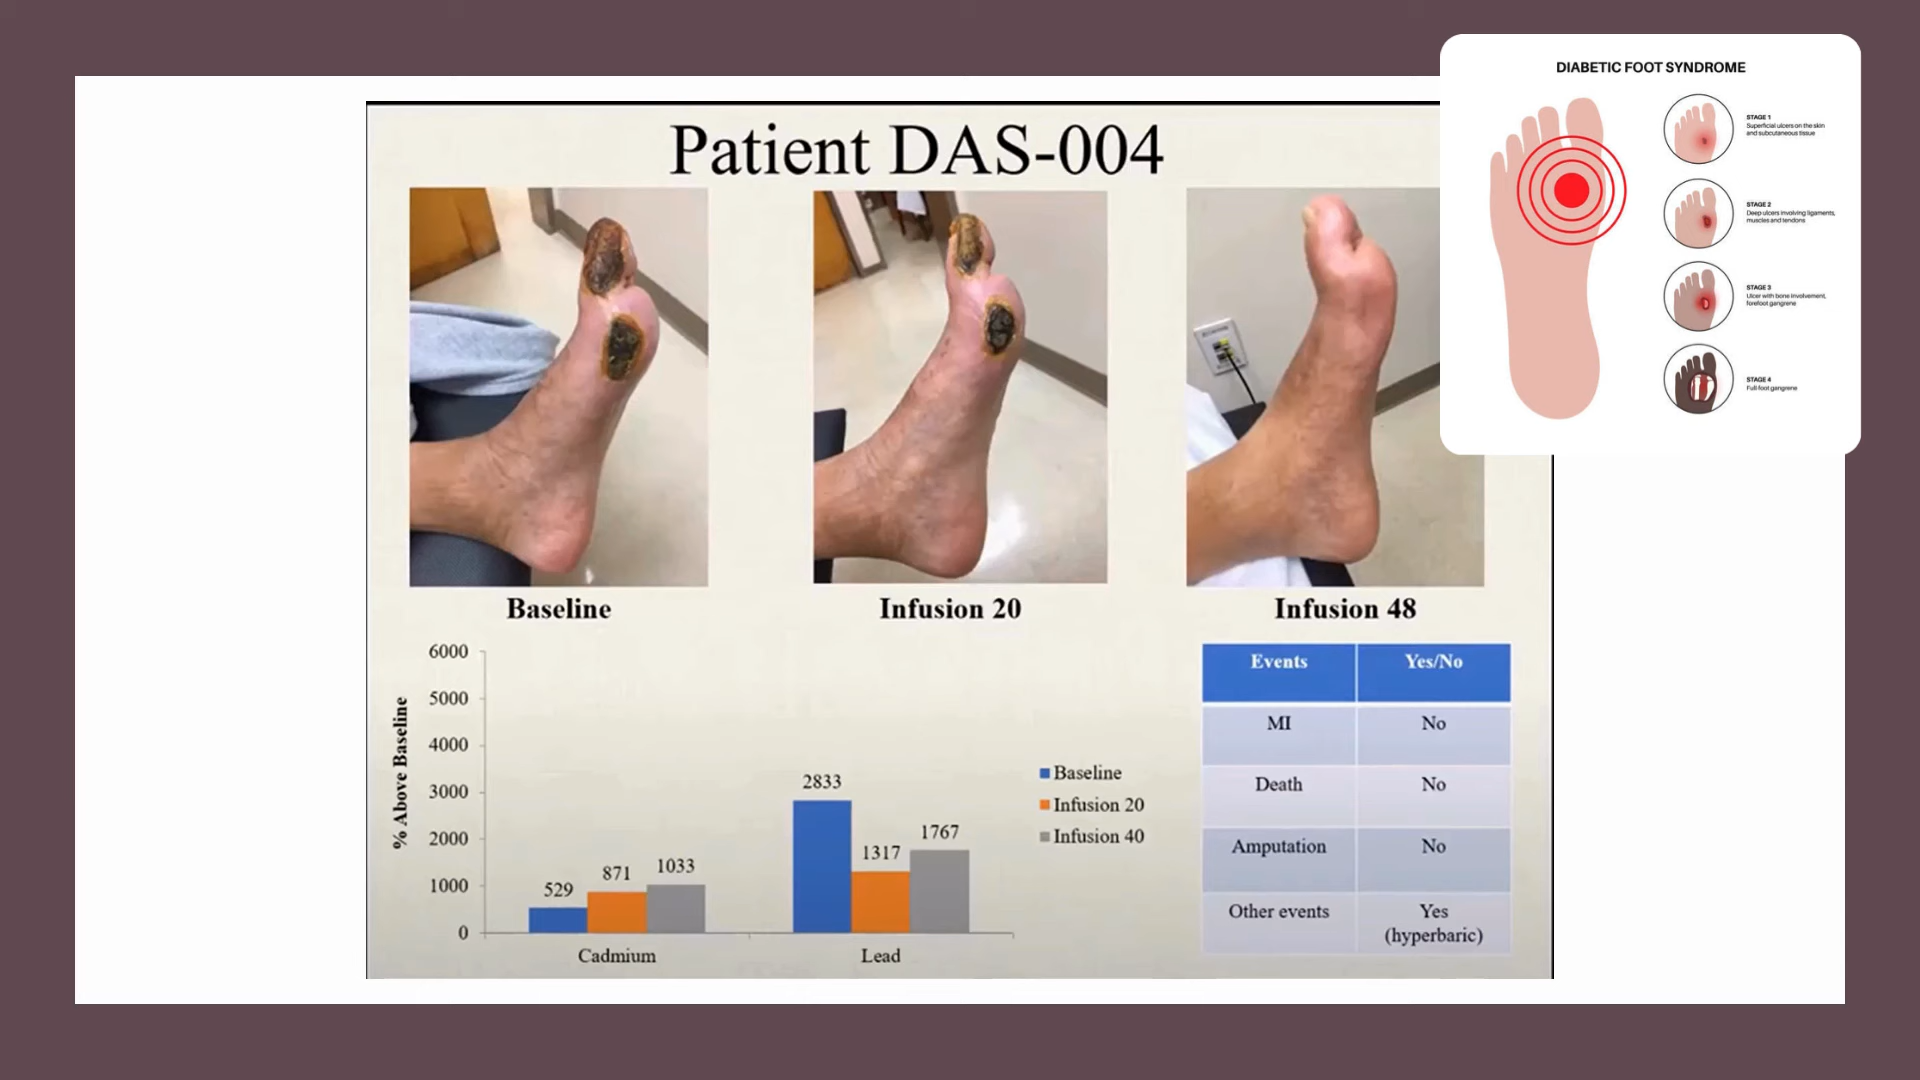 DIABETIC FOOT SYNDROME
STAGE 1
Superficial ulcers on the skin
and subcutaneous tissue
STAGE 2
Deep ulcers involving ligaments,
muscles and tendons
STAGE 3
Ulcer with bone involvement,
forefoot gangrene
STAGE 4
Full foot gangrene
Patient DAS-004
Baseline
Infusion 20
Infusion 48
% Above Baseline
6000
5000
4000
3000
2000
1000
0
529
871
1033
2833
1317
1767
Cadmium
Lead
Baseline
Infusion 20
Infusion 40
Events Yes/No
MI No
Death No
Amputation No
Other events Yes
(hyperbaric)